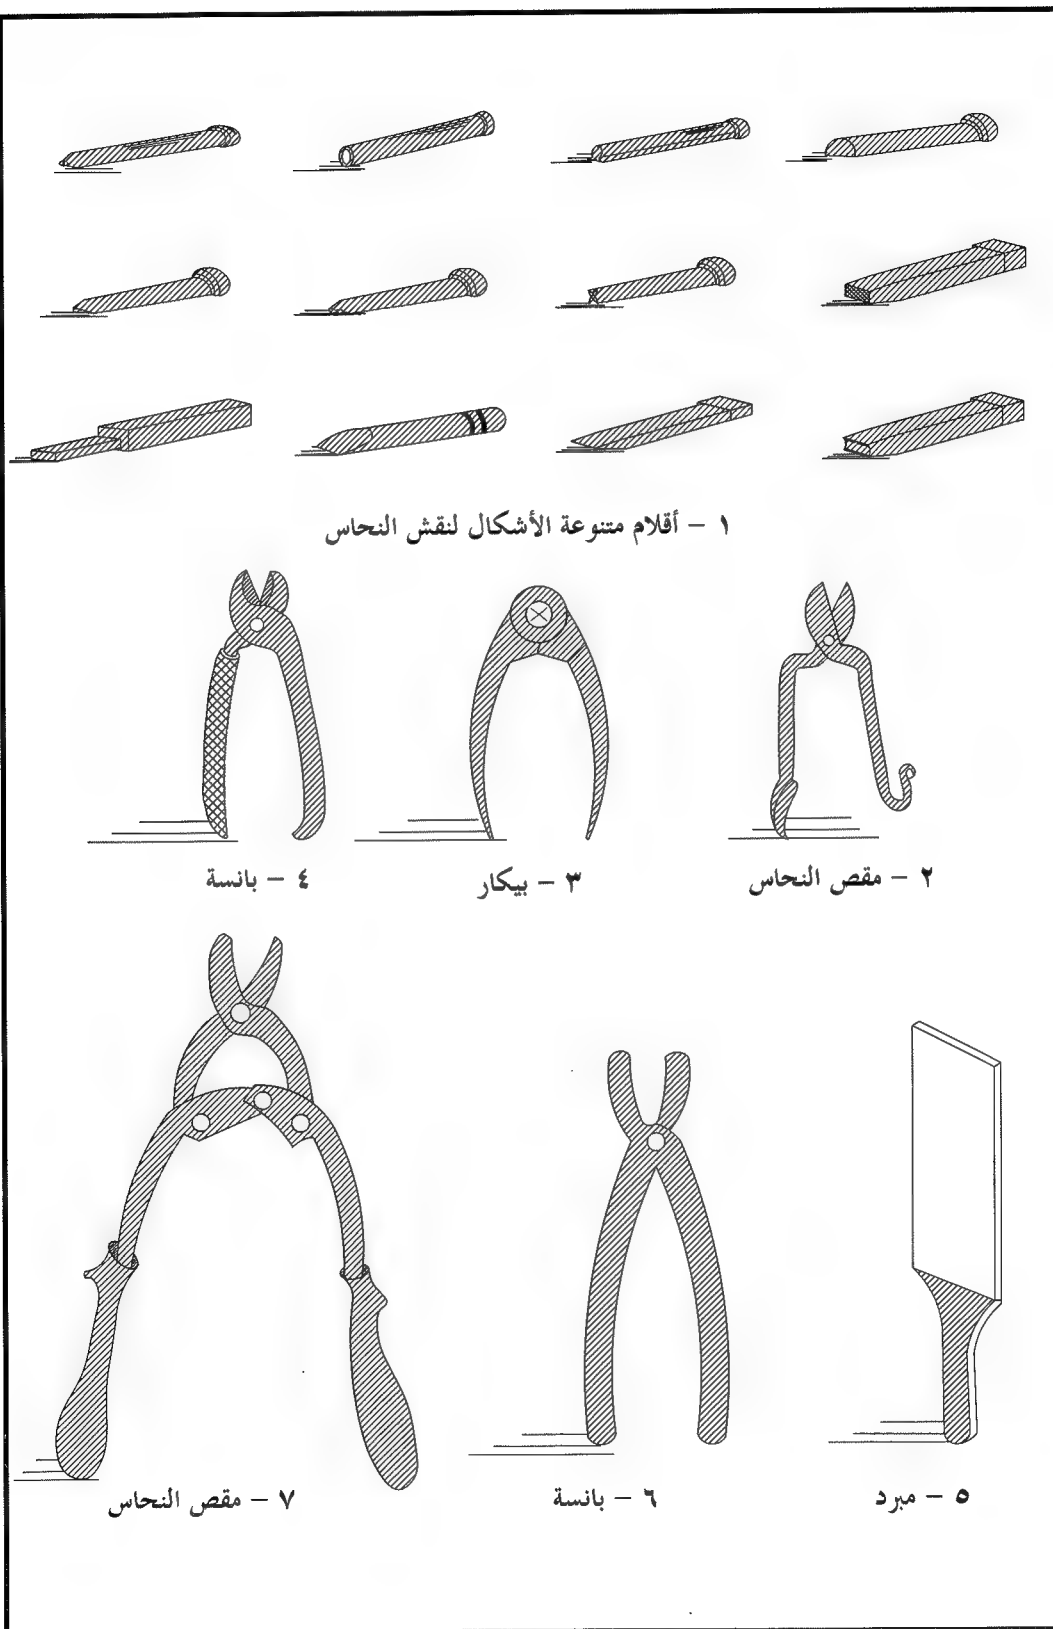 ١ – أقلام متنوعة الأشكال لنقش النحاس
٢ – مقص النحاس
٣ – بيكار
٤ – بانسة
٥ – مبرد
٦ – بانسة
٧ – مقص النحاس